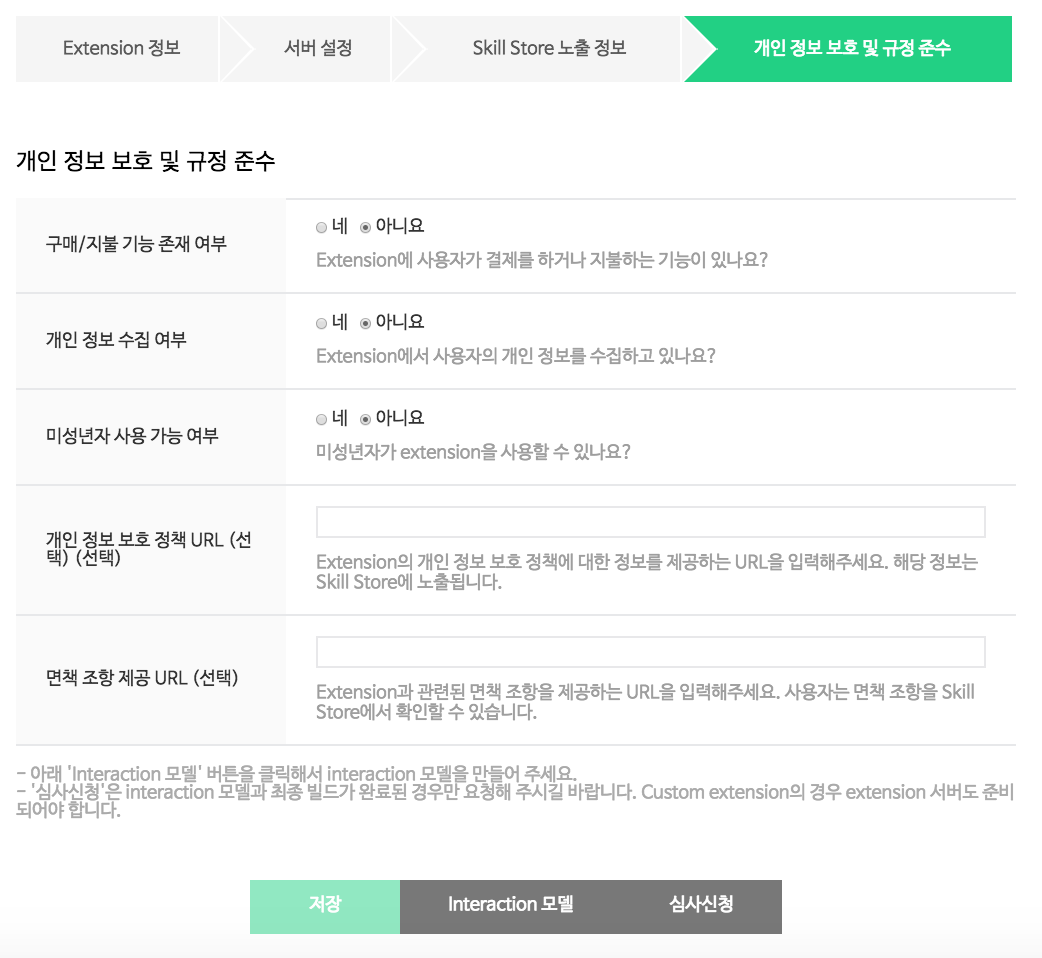 Extension 정보
서버 설정
Skill Store 노출 정보
개인 정보 보호 및 규정 준수
개인 정보 보호 및 규정 준수
구매/지불 기능 존재 여부
네 아니요
Extension에 사용자가 결제를 하거나 지불하는 기능이 있나요?
개인 정보 수집 여부
네 아니요
Extension에서 사용자의 개인 정보를 수집하고 있나요?
미성년자 사용 가능 여부
네 아니요
미성년자가 extension을 사용할 수 있나요?
개인 정보 보호 정책 URL (선
택) (선택)
Extension의 개인 정보 보호 정책에 대한 정보를 제공하는 URL을 입력해주세요. 해당 정보는
Skill Store에 노출됩니다.
면책 조항 제공 URL (선택)
Extension과 관련된 면책 조항을 제공하는 URL을 입력해주세요. 사용자는 면책 조항을 Skill
Store에서 확인할 수 있습니다.
- 아래 'Interaction 모델' 버튼을 클릭해서 interaction 모델을 만들어 주세요.
- '심사신청'은 interaction 모델과 최종 빌드가 완료된 경우만 요청해 주시길 바랍니다. Custom extension의 경우 extension 서버도 준비
되어야 합니다.
저장
Interaction 모델
심사신청